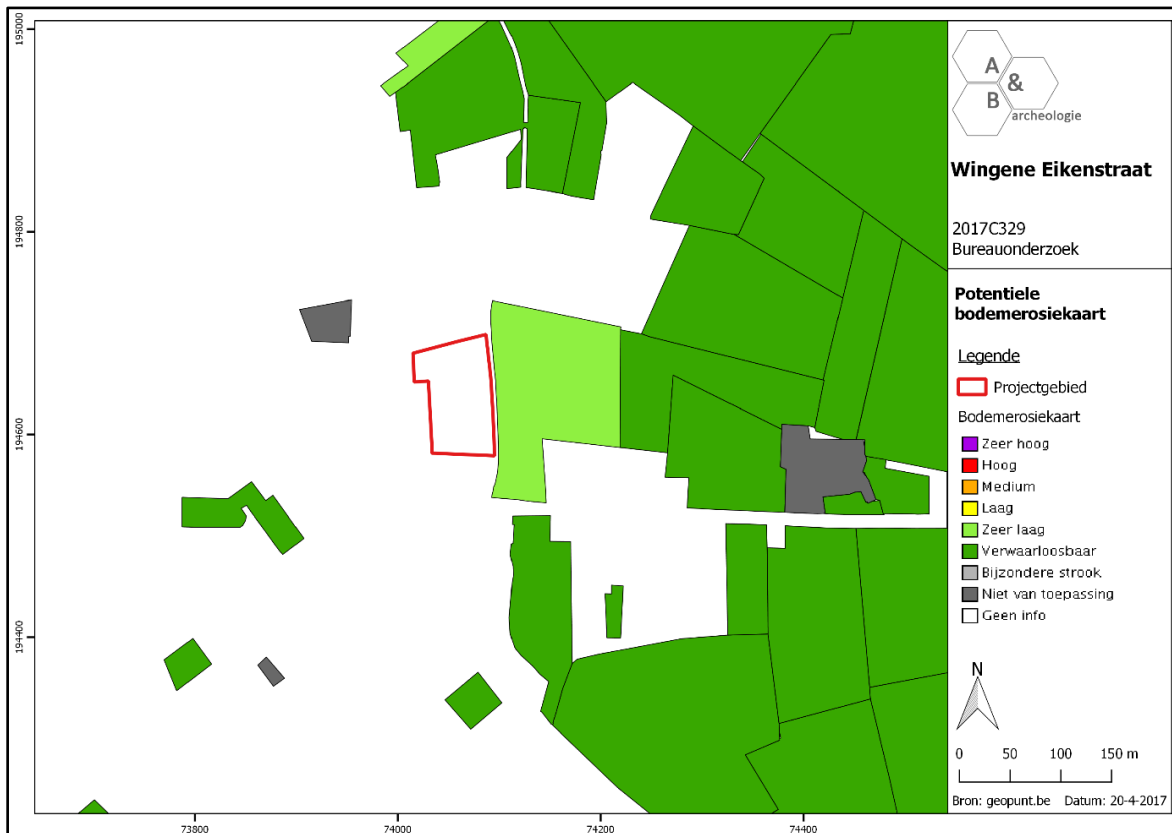 195000
194800
194600
194400
73800
74000
74200
74400
A
&
B
archeologie
Wingene Eikenstraat
2017C329
Bureauonderzoek
Potentiele
bodemerosiekaart
Legende
Projectgebied
Bodemerosiekaart
Zeer hoog
Hoog
Medium
Laag
Zeer laag
Verwaarloosbaar
Bijzondere strook
Niet van toepassing
Geen info
N
0 50 100 150 m
Bron: geopunt.be Datum: 20-4-2017